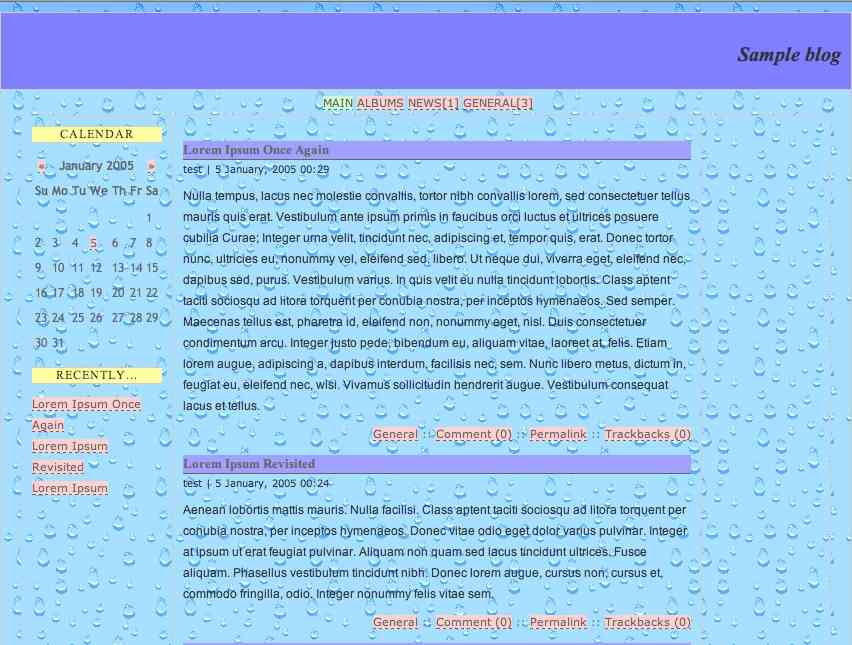 Sample blog
MAIN ALBUMS NEWS[1] GENERAL[3]
CALENDAR
« January 2005 »
Su Mo Tu We Th Fr Sa
1
2 3 4 5 6 7 8
9 10 11 12 13 14 15
16 17 18 19 20 21 22
23 24 25 26 27 28 29
30 31
RECENTLY...
Lorem Ipsum Once
Again
Lorem Ipsum
Revisited
Lorem Ipsum
Lorem Ipsum Once Again
test | 5 January, 2005 00:29
Nulla tempus, lacus nec molestie convallis, tortor nibh convallis lorem, sed consectetuer tellus
mauris quis erat. Vestibulum ante ipsum primis in faucibus orci luctus et ultrices posuere
cubilia Curae; Integer urna velit, tincidunt nec, adipiscing et, tempor quis, erat. Donec tortor
nunc, ultricies eu, nonummy vel, eleifend sed, libero. Ut neque dui, viverra eget, eleifend nec,
dapibus sed, purus. Vestibulum varius. In quis velit eu nulla tincidunt lobortis. Class aptent
taciti sociosqu ad litora torquent per conubia nostra, per inceptos hymenaeos. Sed semper.
Maecenas tellus est, pharetra id, eleifend non, nonummy eget, nisl. Duis consectetuer
condimentum arcu. Integer justo pede, bibendum eu, aliquam vitae, laoreet at, felis. Etiam
lorem augue, adipiscing a, dapibus interdum, facilisis nec, sem. Nunc libero metus, dictum in,
feugiat eu, eleifend nec, wisi. Vivamus sollicitudin hendrerit augue. Vestibulum consequat
lacus et tellus.
General :: Comment (0) :: Permalink :: Trackbacks (0)
Lorem Ipsum Revisited
test | 5 January, 2005 00:24
Aenean lobortis mattis mauris. Nulla facilisi. Class aptent taciti sociosqu ad litora torquent per
conubia nostra, per inceptos hymenaeos. Donec vitae odio eget dolor varius pulvinar. Integer
at ipsum ut erat feugiat pulvinar. Aliquam non quam sed lacus tincidunt ultrices. Fusce
aliquam. Phasellus vestibulum tincidunt nibh. Donec lorem augue, cursus non, cursus et,
commodo fringilla, odio. Integer nonummy felis vitae sem.
General :: Comment (0) :: Permalink :: Trackbacks (0)